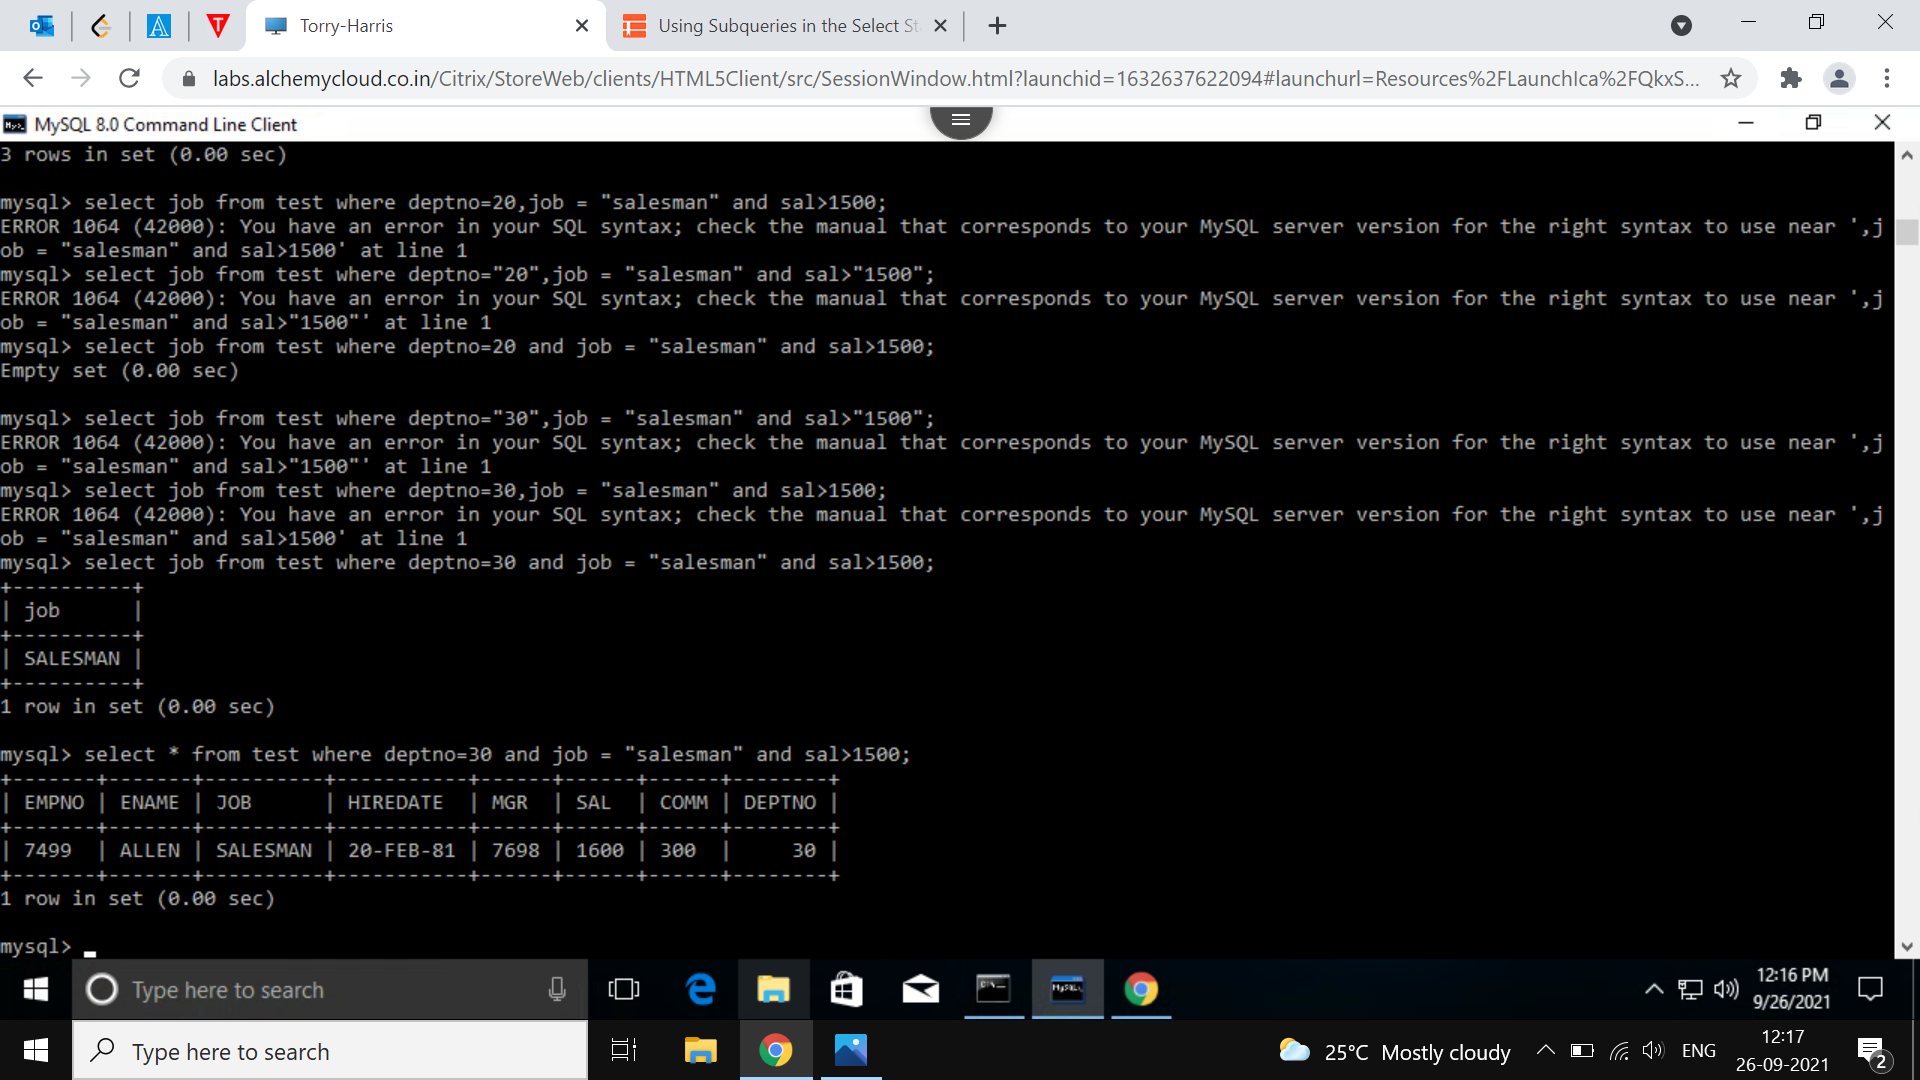 Torry-Harris
Using Subqueries in the Select St
labs.alchemycloud.co.in/Citrix/StoreWeb/clients/HTML5Client/src/SessionWindow.html?launchid=1632637622094#launchurl=Resources%2FLaunchIca%2FQkxS...
MySQL 8.0 Command Line Client
3 rows in set (0.00 sec)
mysql> select job from test where deptno=20,job = "salesman" and sal>1500;
ERROR 1064 (42000): You have an error in your SQL syntax; check the manual that corresponds to your MySQL server version for the right syntax to use near ',j
ob = "salesman" and sal>1500' at line 1
mysql> select job from test where deptno="20",job = "salesman" and sal>"1500";
ERROR 1064 (42000): You have an error in your SQL syntax; check the manual that corresponds to your MySQL server version for the right syntax to use near ',j
ob = "salesman" and sal>"1500"' at line 1
mysql> select job from test where deptno=20 and job = "salesman" and sal>1500;
Empty set (0.00 sec)
mysql> select job from test where deptno="30",job = "salesman" and sal>"1500";
ERROR 1064 (42000): You have an error in your SQL syntax; check the manual that corresponds to your MySQL server version for the right syntax to use near ',j
ob = "salesman" and sal>"1500"' at line 1
mysql> select job from test where deptno=30,job = "salesman" and sal>1500;
ERROR 1064 (42000): You have an error in your SQL syntax; check the manual that corresponds to your MySQL server version for the right syntax to use near ',j
ob = "salesman" and sal>1500' at line 1
mysql> select job from test where deptno=30 and job = "salesman" and sal>1500;
+----------+
| job      |
+----------+
| SALESMAN |
+----------+
1 row in set (0.00 sec)
mysql> select * from test where deptno=30 and job = "salesman" and sal>1500;
+-------+-------+----------+-----------+------+------+------+--------+
| EMPNO | ENAME | JOB      | HIREDATE  | MGR  | SAL  | COMM | DEPTNO |
+-------+-------+----------+-----------+------+------+------+--------+
| 7499  | ALLEN | SALESMAN | 20-FEB-81 | 7698 | 1600 | 300  |     30 |
+-------+-------+----------+-----------+------+------+------+--------+
1 row in set (0.00 sec)
mysql> _
Type here to search
12:16 PM
9/26/2021
Type here to search
25°C Mostly cloudy
ENG
12:17
26-09-2021
2